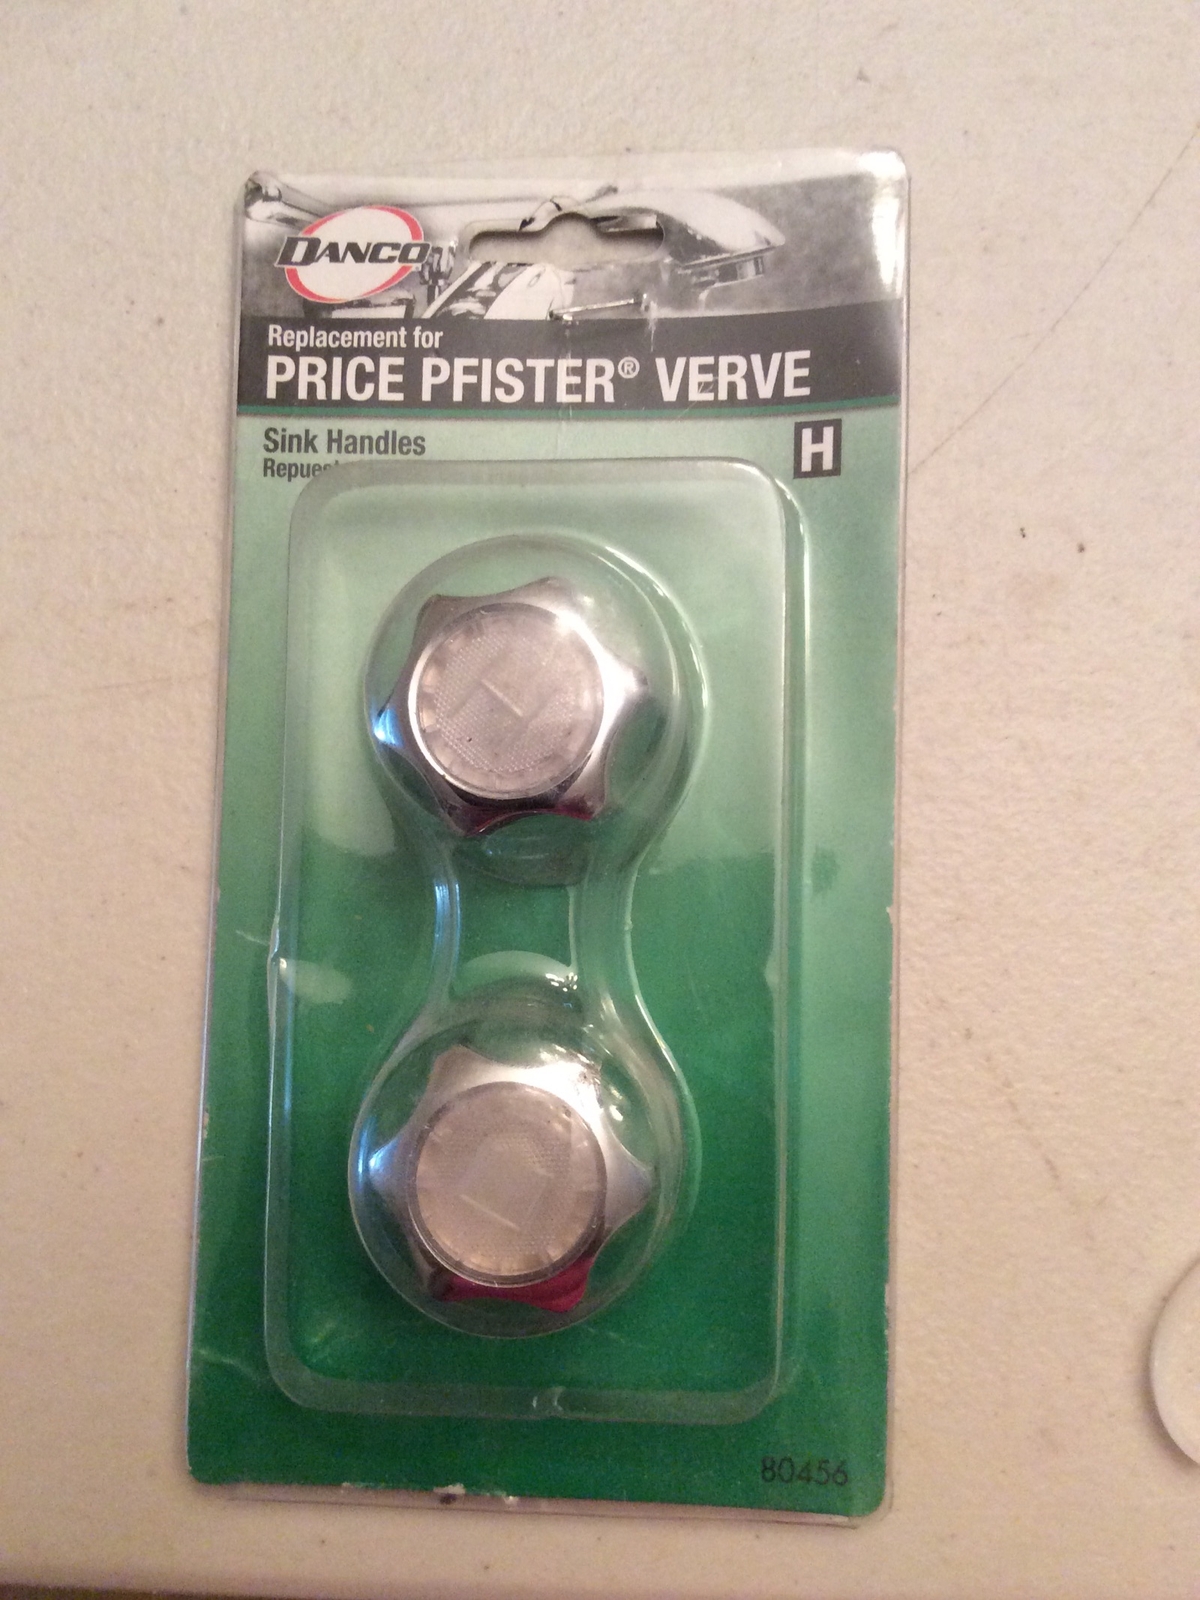 DANCO
Replacement for
PRICE PFISTER® VERVE
Sink Handles
H
80456